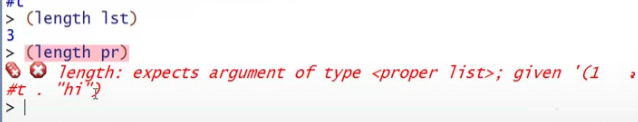 #t
> (length lst)
3
> (length pr)
length: expects argument of type <proper list>; given '(1
#t . "hi")
>